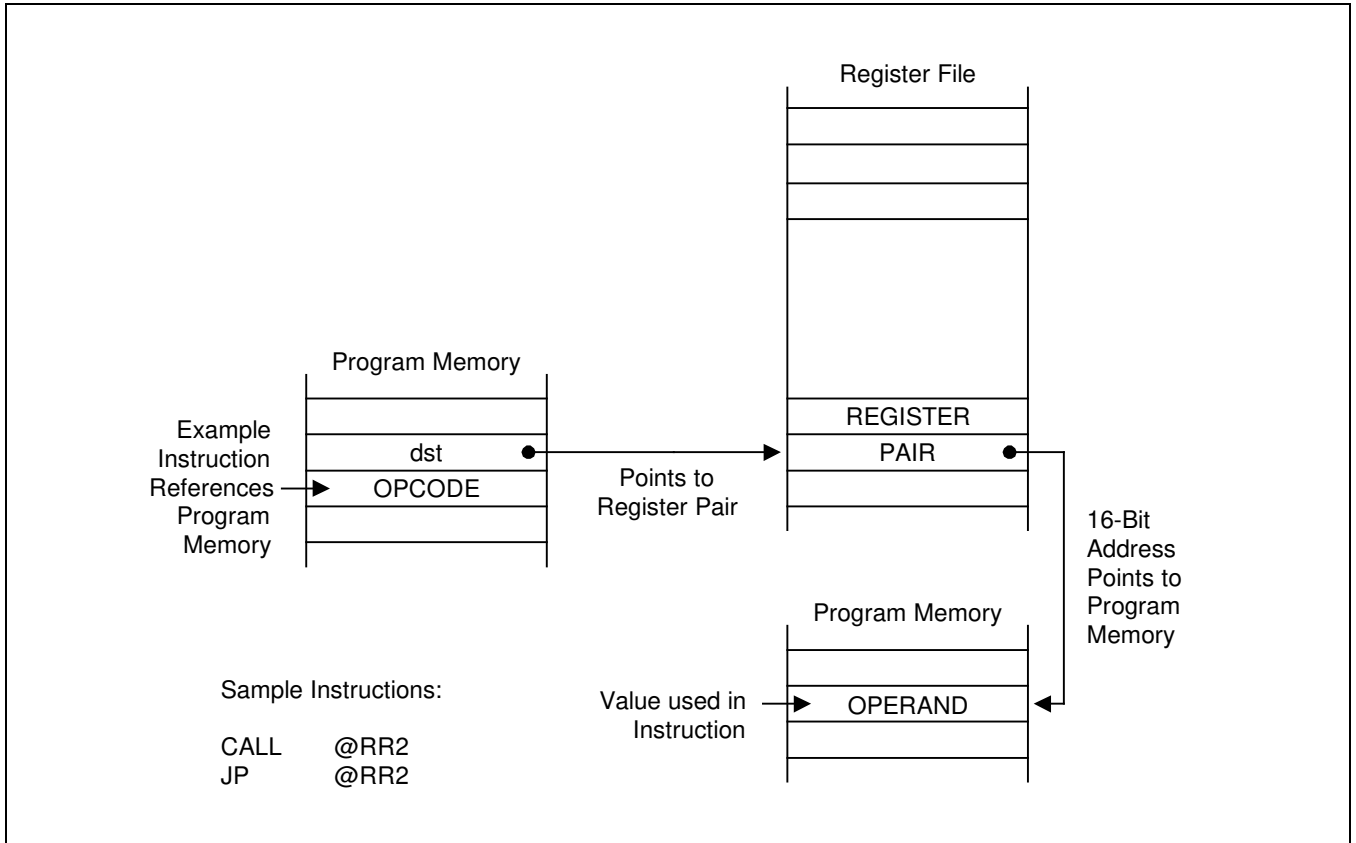 Register File
Program Memory
REGISTER
Example
Instruction
References
Program
Memory
dst
OPCODE
Points to
Register Pair
PAIR
16-Bit
Address
Points to
Program
Memory
Program Memory
Sample Instructions:
CALL @RR2
JP @RR2
Value used in
Instruction
OPERAND